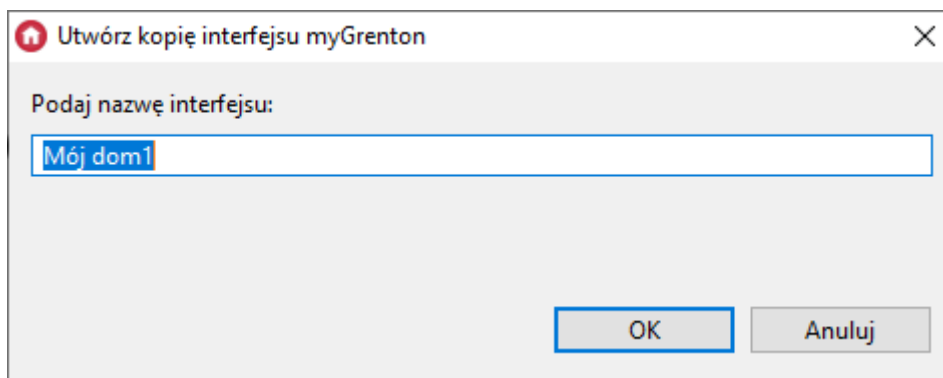 Utwórz kopię interfejsu myGrenton
Podaj nazwę interfejsu:
Mój dom1
OK
Anuluj